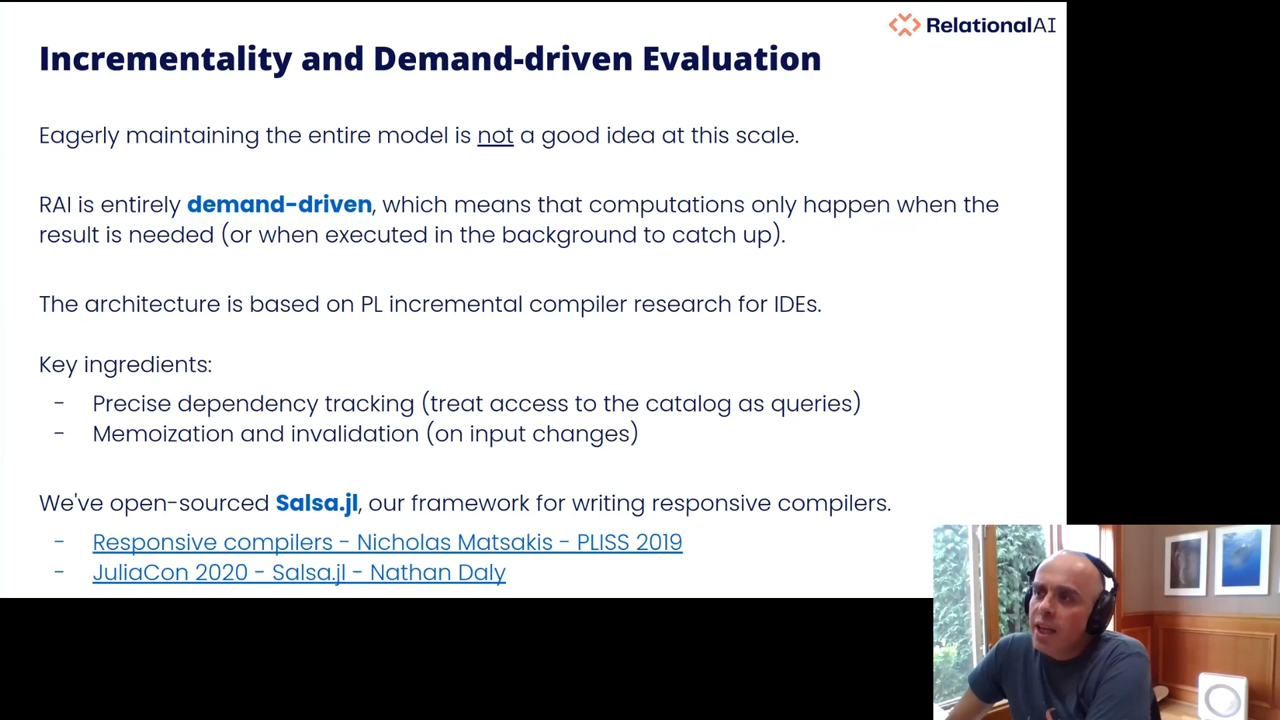 RelationalAI
Incrementality and Demand-driven Evaluation
Eagerly maintaining the entire model is not a good idea at this scale.
RAI is entirely demand-driven, which means that computations only happen when the
result is needed (or when executed in the background to catch up).
The architecture is based on PL incremental compiler research for IDEs.
Key ingredients:
- Precise dependency tracking (treat access to the catalog as queries)
- Memoization and invalidation (on input changes)
We've open-sourced Salsa.jl, our framework for writing responsive compilers.
- Responsive compilers - Nicholas Matsakis - PLISS 2019
- JuliaCon 2020 - Salsa.jl - Nathan Daly